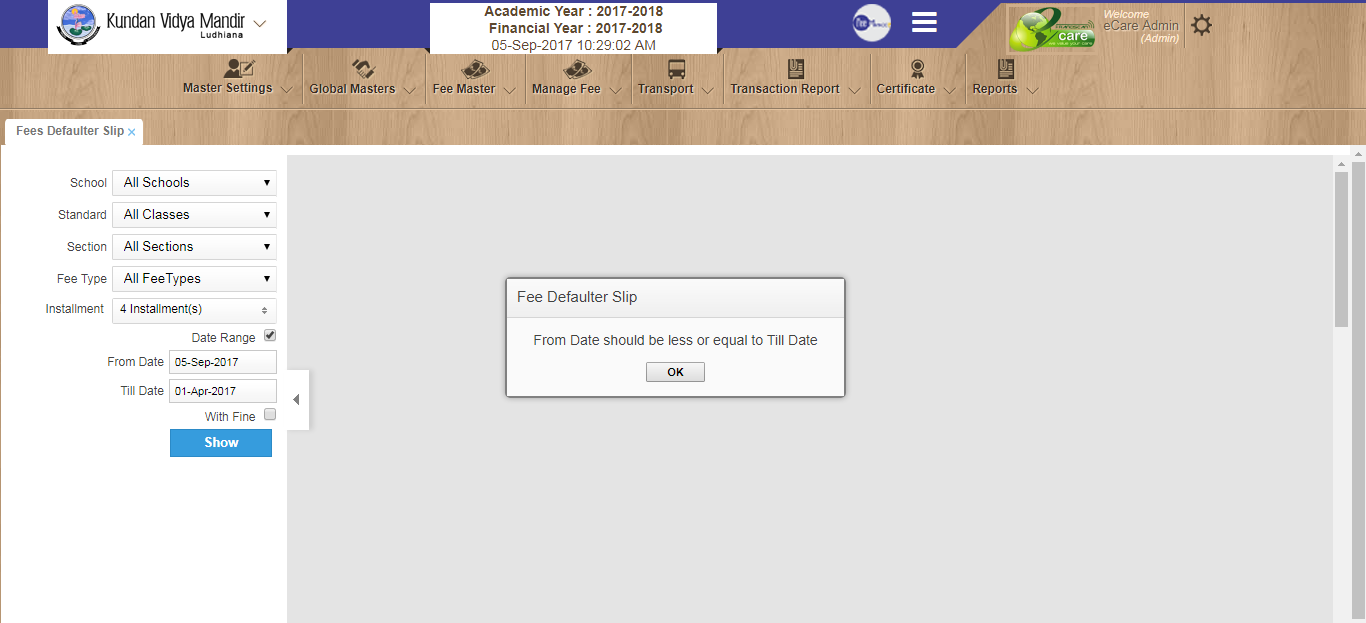 Kundan Vidya Mandir
Ludhiana
Academic Year : 2017-2018
Financial Year : 2017-2018
05-Sep-2017 10:29:02 AM
care
Welcome
eCare Admin
(Admin)
Master Settings
Global Masters
Fee Master
Manage Fee
Transport
Transaction Report
Certificate
Reports
Fees Defaulter Slip ×
School All Schools
Standard All Classes
Section All Sections
Fee Type All FeeTypes
Installment 4 Installment(s)
Date Range
From Date 05-Sep-2017
Till Date 01-Apr-2017
With Fine
Show
Fee Defaulter Slip
From Date should be less or equal to Till Date
OK